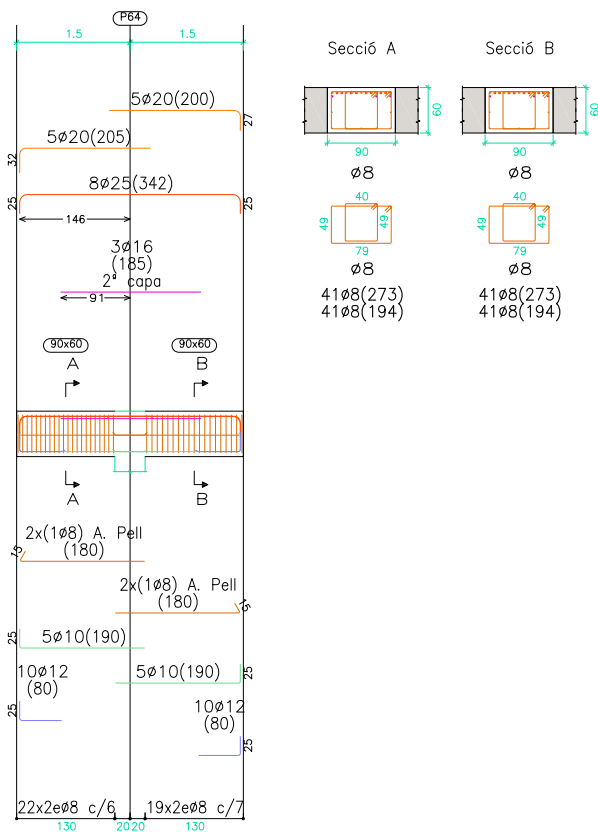 P64
1.5 1.5
Secció A Secció B
5ø20(200)
27
60 60
5ø20(205)
32
90 90
ø8 ø8
8ø25(342)
25 25
40 40
146
49 49 49 49
79 79
3ø16
(185)
2ª capa
91
ø8 ø8
41ø8(273) 41ø8(273)
41ø8(194) 41ø8(194)
90x60 90x60
A B
A B
2x(1ø8) A. Pell
(180)
15
2x(1ø8) A. Pell
(180)
15
5ø10(190)
25
5ø10(190)
25
10ø12
(80)
25
10ø12
(80)
25
22x2eø8 c/6 19x2eø8 c/7
130 20 20 130